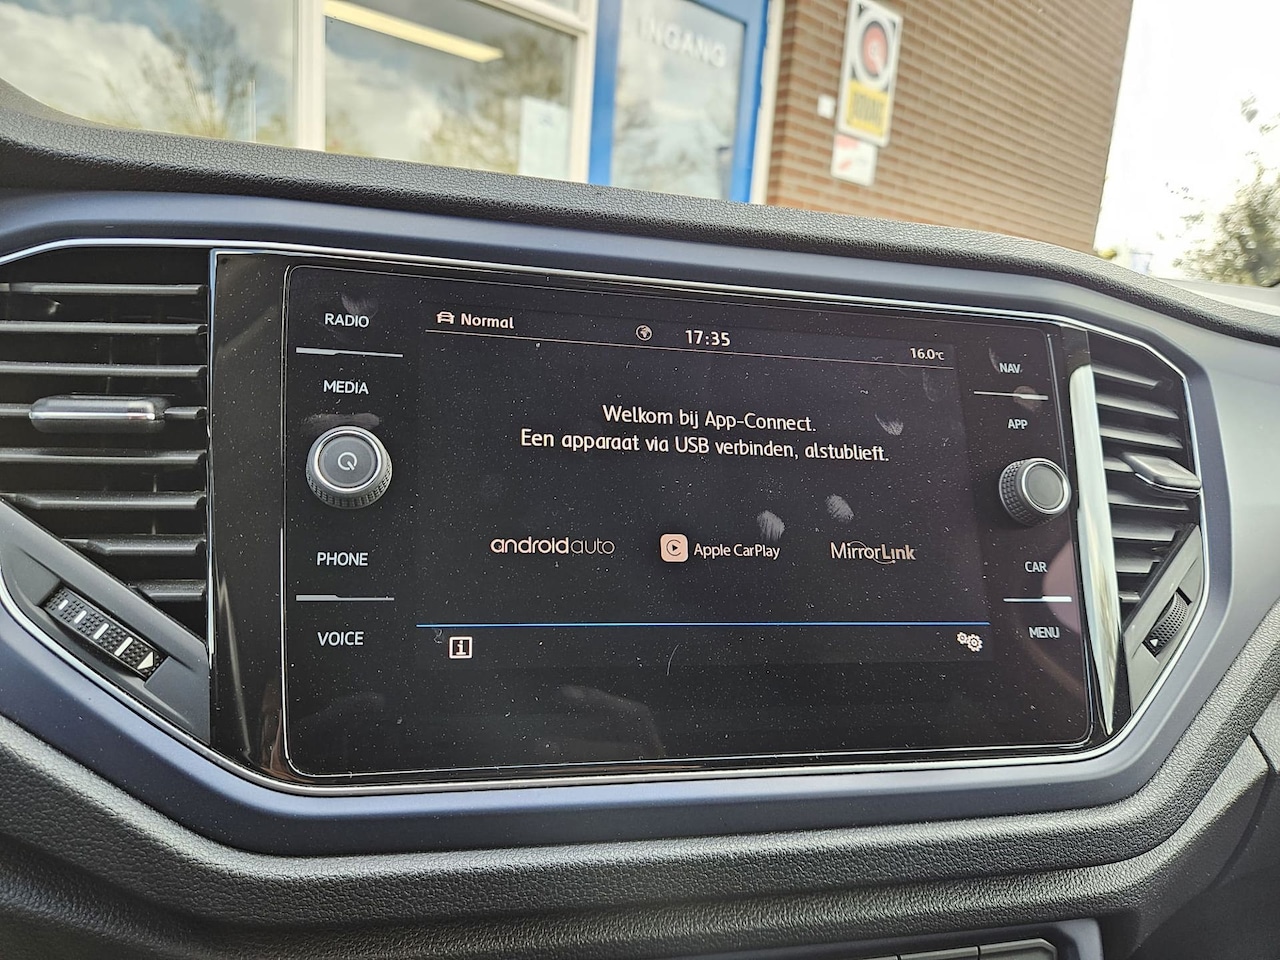 INGANG
RADIO
MEDIA
PHONE
VOICE
Normal
17:35
16.0°C
Welkom bij App-Connect.
Een apparaat via USB verbinden, alstublieft.
androidauto
Apple CarPlay
MirrorLink
i
NAV
APP
CAR
MENU